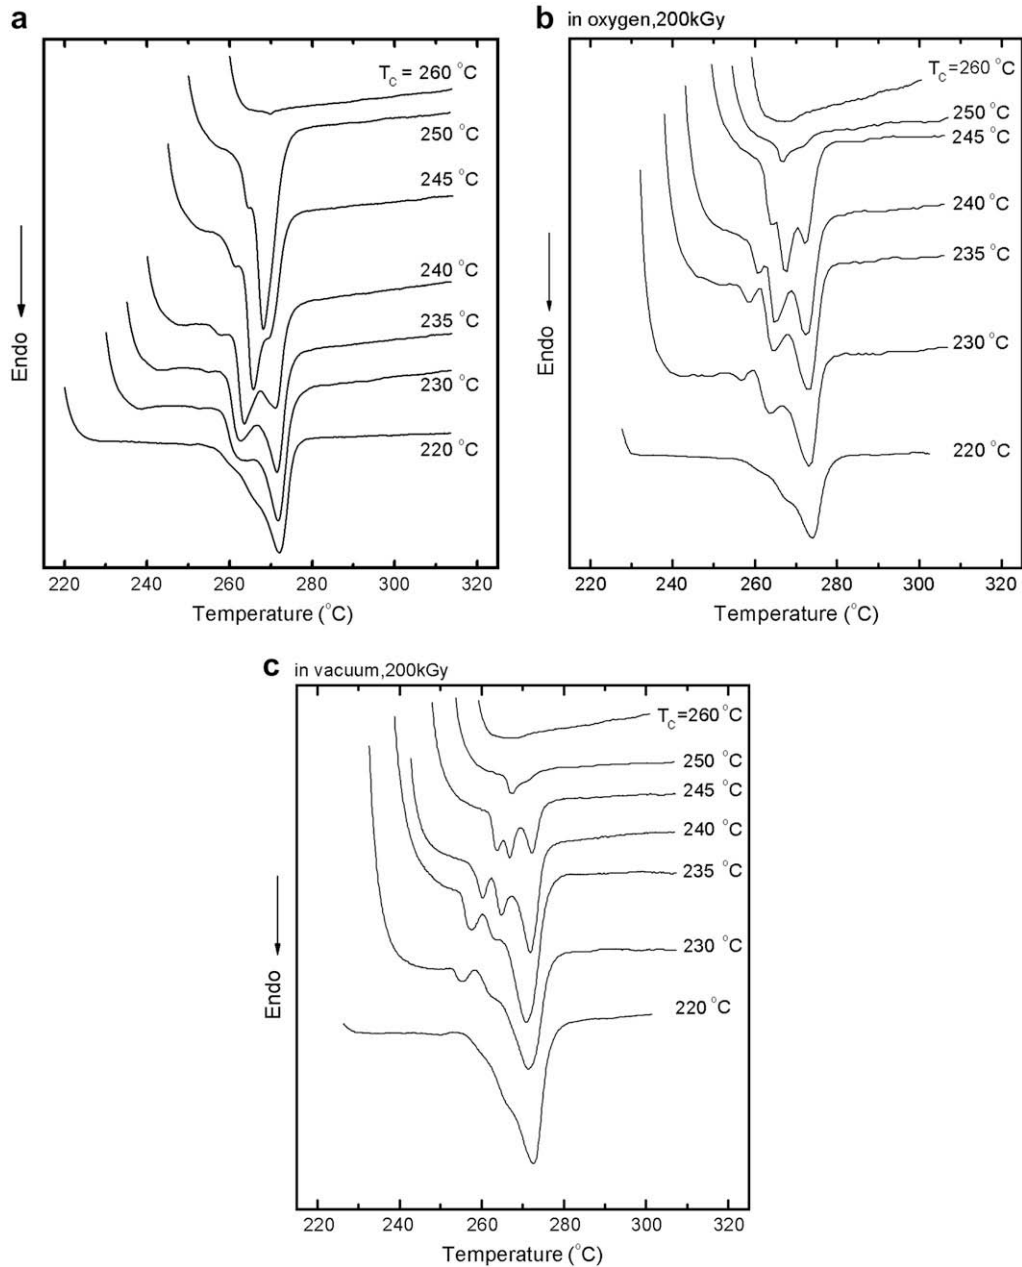 a
T_C = 260 °C
250 °C
245 °C
240 °C
235 °C
230 °C
220 °C
Endo
220 240 260 280 300 320
Temperature (°C)
b in oxygen,200kGy
T_C=260 °C
250 °C
245 °C
240 °C
235 °C
230 °C
220 °C
Endo
220 240 260 280 300 320
Temperature (°C)
c in vacuum,200kGy
T_C=260 °C
250 °C
245 °C
240 °C
235 °C
230 °C
220 °C
Endo
220 240 260 280 300 320
Temperature (°C)